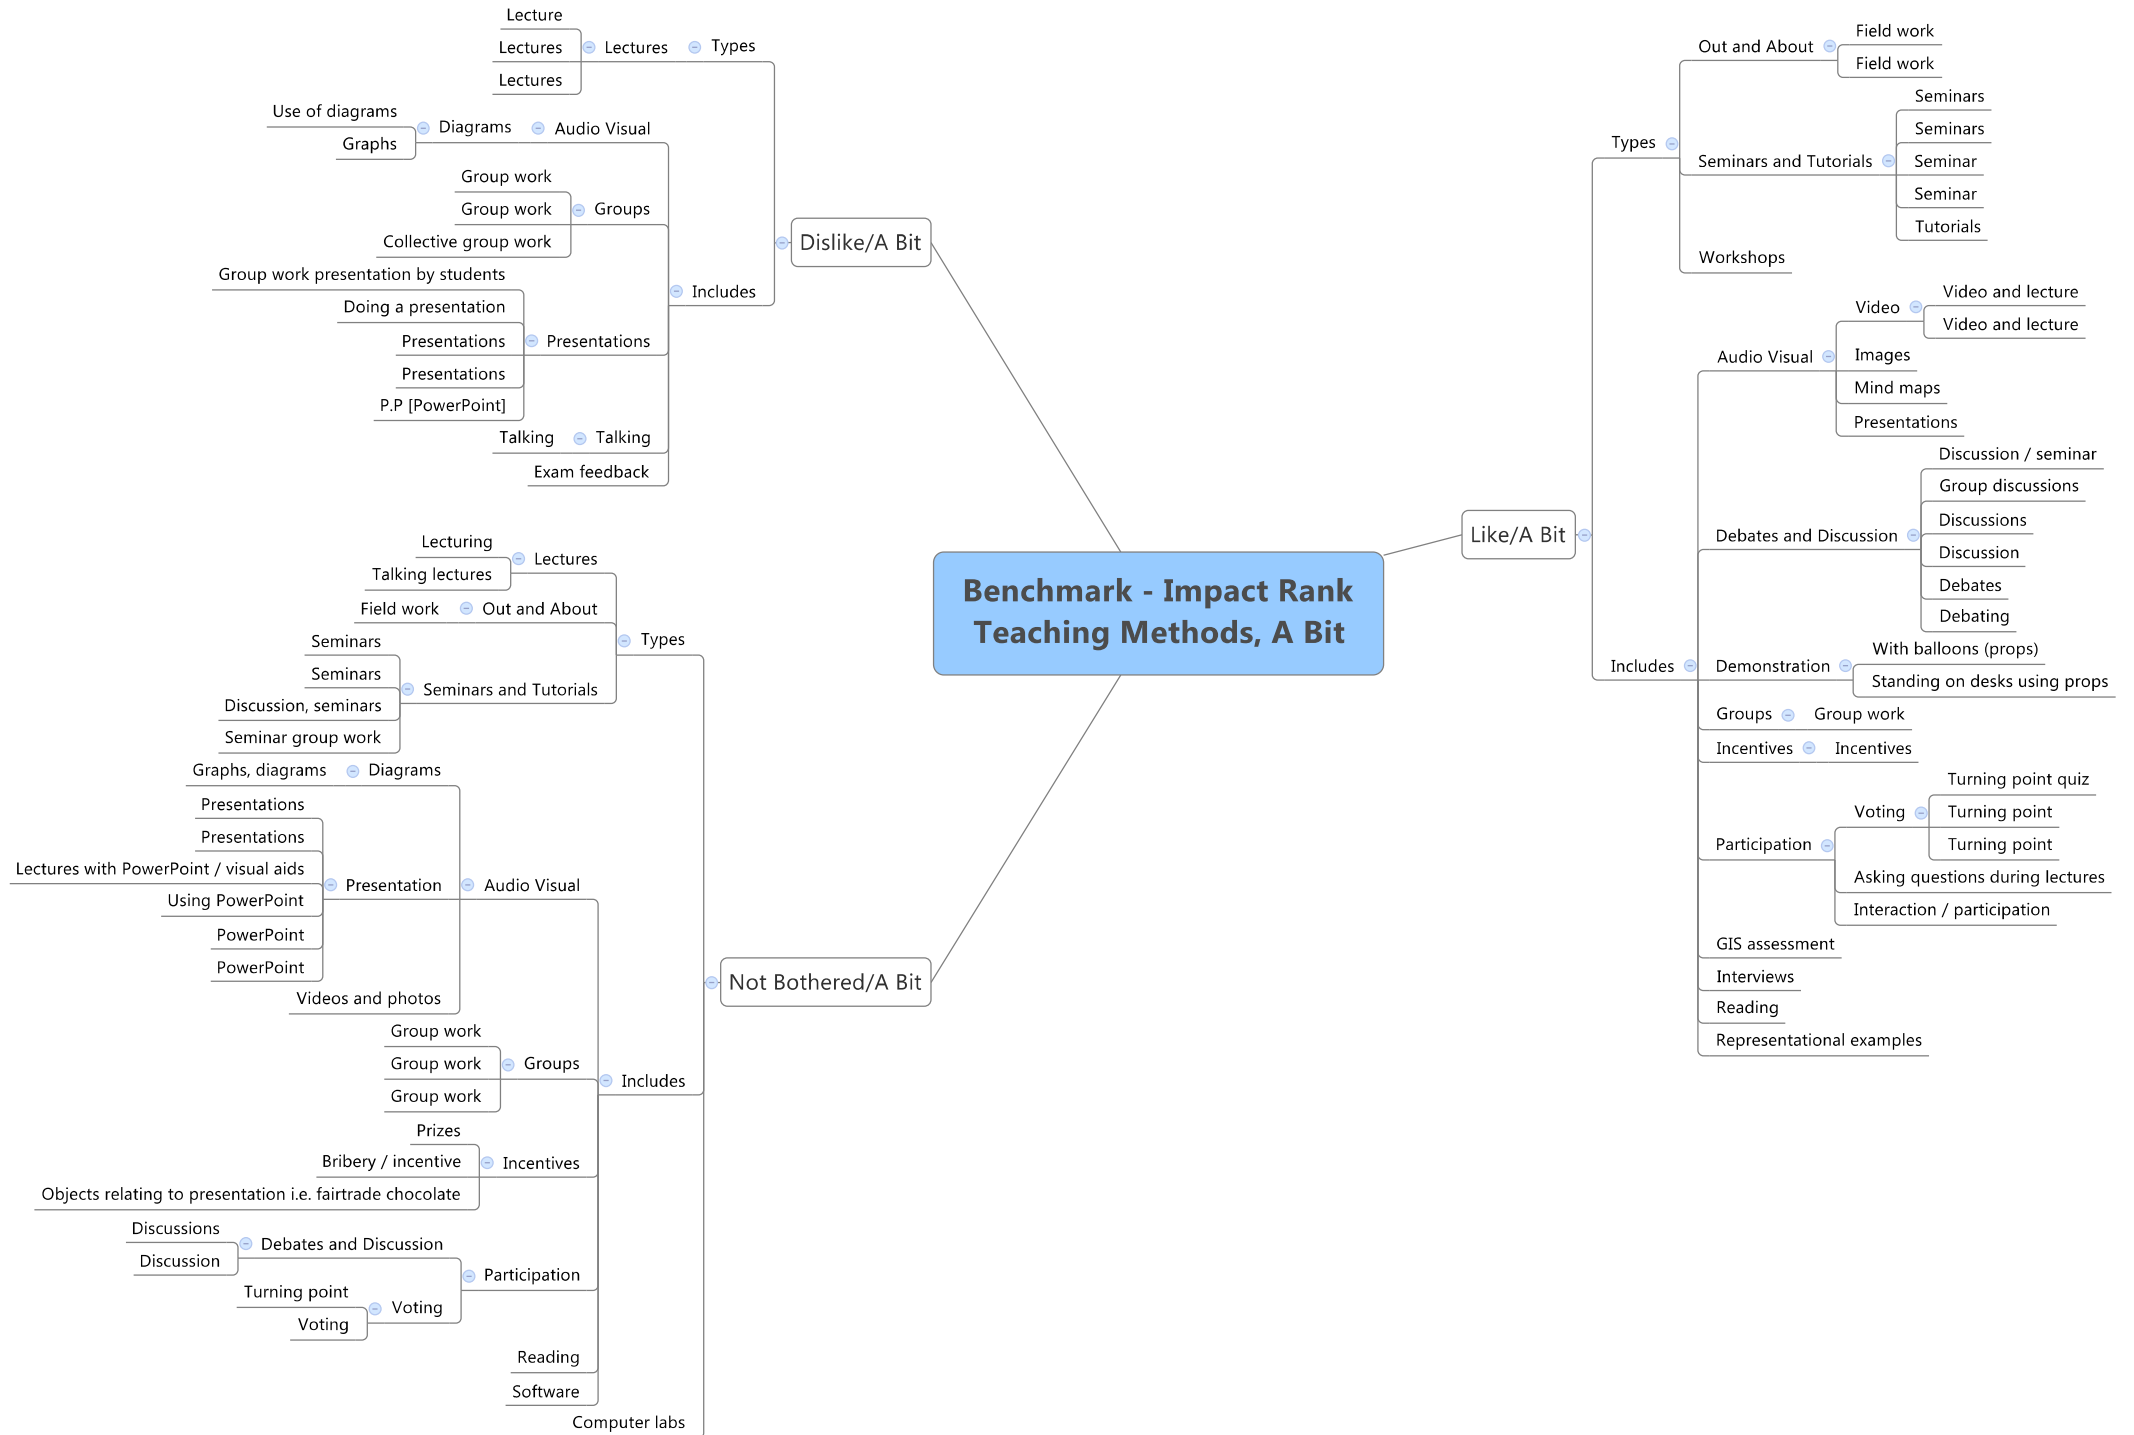 Benchmark - Impact Rank
Teaching Methods, A Bit
Dislike/A Bit
Types
Lectures
Lecture
Lectures
Lectures
Includes
Audio Visual
Diagrams
Use of diagrams
Graphs
Groups
Group work
Group work
Collective group work
Presentations
Group work presentation by students
Doing a presentation
Presentations
Presentations
P.P [PowerPoint]
Talking
Talking
Exam feedback
Not Bothered/A Bit
Types
Lectures
Lecturing
Talking lectures
Out and About
Field work
Seminars and Tutorials
Seminars
Seminars
Discussion, seminars
Seminar group work
Includes
Audio Visual
Diagrams
Graphs, diagrams
Presentation
Presentations
Presentations
Lectures with PowerPoint / visual aids
Using PowerPoint
PowerPoint
PowerPoint
Videos and photos
Groups
Group work
Group work
Group work
Incentives
Prizes
Bribery / incentive
Objects relating to presentation i.e. fairtrade chocolate
Participation
Debates and Discussion
Discussions
Discussion
Voting
Turning point
Voting
Reading
Software
Computer labs
Like/A Bit
Types
Out and About
Field work
Field work
Seminars and Tutorials
Seminars
Seminars
Seminar
Seminar
Tutorials
Workshops
Includes
Audio Visual
Video
Video and lecture
Video and lecture
Images
Mind maps
Presentations
Debates and Discussion
Discussion / seminar
Group discussions
Discussions
Discussion
Debates
Debating
Demonstration
With balloons (props)
Standing on desks using props
Groups
Group work
Incentives
Incentives
Participation
Voting
Turning point quiz
Turning point
Turning point
Asking questions during lectures
Interaction / participation
GIS assessment
Interviews
Reading
Representational examples